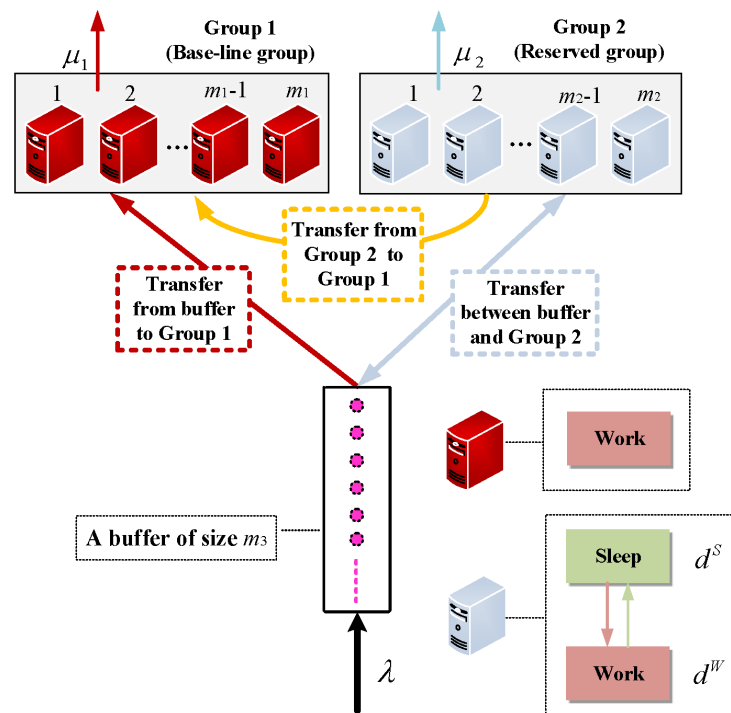 Group 1
(Base-line group)
Group 2
(Reserved group)
μ₁
μ₂
1 2 m₁-1 m₁
...
1 2 m₂-1 m₂
...
Transfer from
Group 2 to
Group 1
Transfer
from buffer
to Group 1
Transfer
between buffer
and Group 2
Work
A buffer of size m₃
Sleep
dˢ
Work
dᵂ
λ